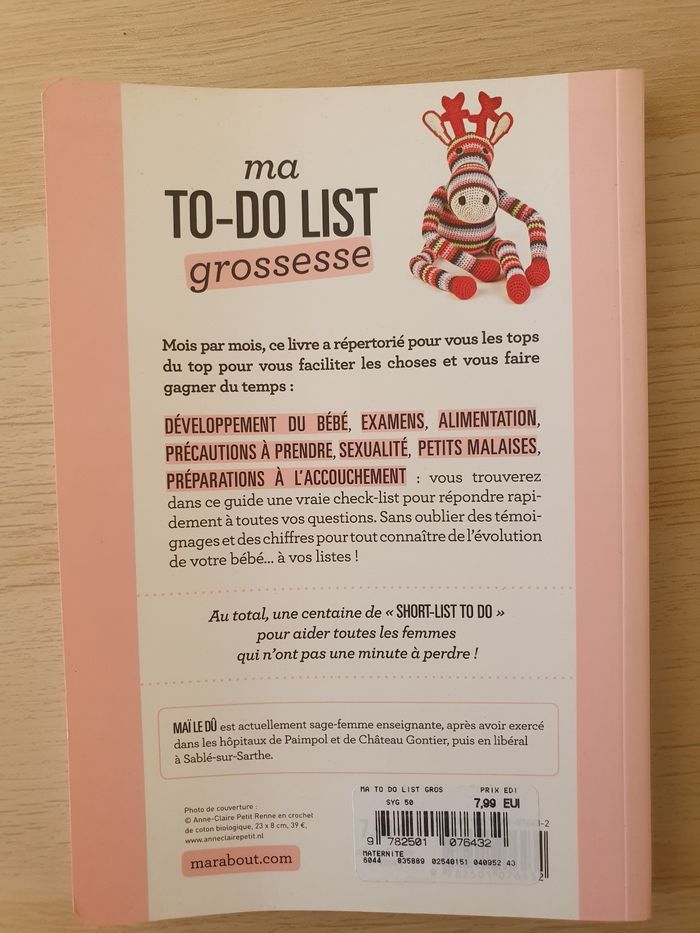 ma
TO-DO LIST
grossesse
Mois par mois, ce livre a répertorié pour vous les tops
du top pour vous faciliter les choses et vous faire
gagner du temps :
DÉVELOPPEMENT DU BÉBÉ, EXAMENS, ALIMENTATION,
PRÉCAUTIONS À PRENDRE, SEXUALITÉ, PETITS MALAISES,
PRÉPARATIONS À L'ACCOUCHEMENT : vous trouverez
dans ce guide une vraie check-list pour répondre rapi-
dement à toutes vos questions. Sans oublier des témoi-
gnages et des chiffres pour tout connaître de l'évolution
de votre bébé... à vos listes !
Au total, une centaine de « SHORT-LIST TO DO »
pour aider toutes les femmes
qui n'ont pas une minute à perdre !
MAÏ LE DÛ est actuellement sage-femme enseignante, après avoir exercé
dans les hôpitaux de Paimpol et de Château Gontier, puis en libéral
à Sablé-sur-Sarthe.
Photo de couverture :
© Anne-Claire Petit Renne en crochet
de coton biologique, 23 x 8 cm, 39 €,
www.anneclairepetit.nl
marabout.com
MA TO DO LIST GROS PRIX EDI
SYG 50 7,99 EUI
9 782501 076432
MATERNITE
6044 835889 02540151 040952 43